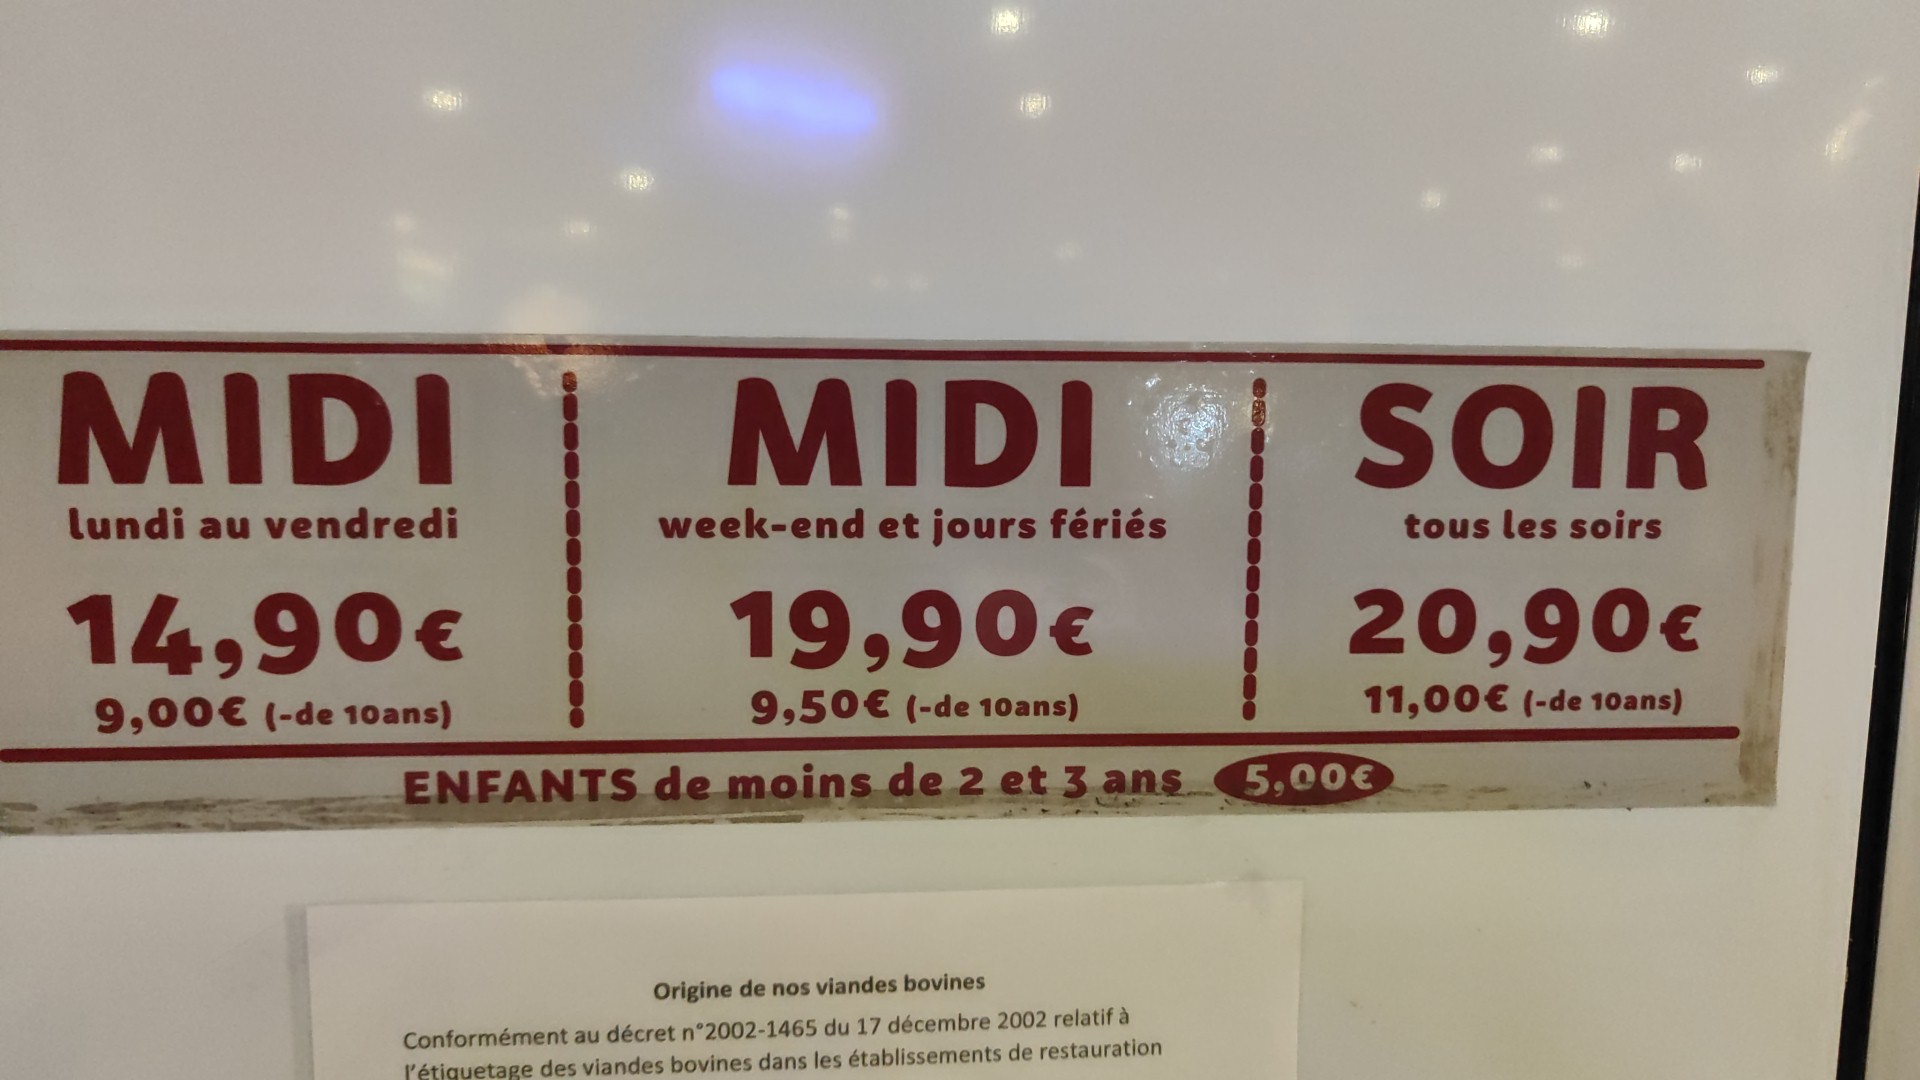 MIDI
lundi au vendredi
14,90€
9,00€ (-de 10ans)
MIDI
week-end et jours fériés
19,90€
9,50€ (-de 10ans)
SOIR
tous les soirs
20,90€
11,00€ (-de 10ans)
ENFANTS de moins de 2 et 3 ans 5,00€
Origine de nos viandes bovines
Conformément au décret n°2002-1465 du 17 décembre 2002 relatif à
l'étiquetage des viandes bovines dans les établissements de restauration